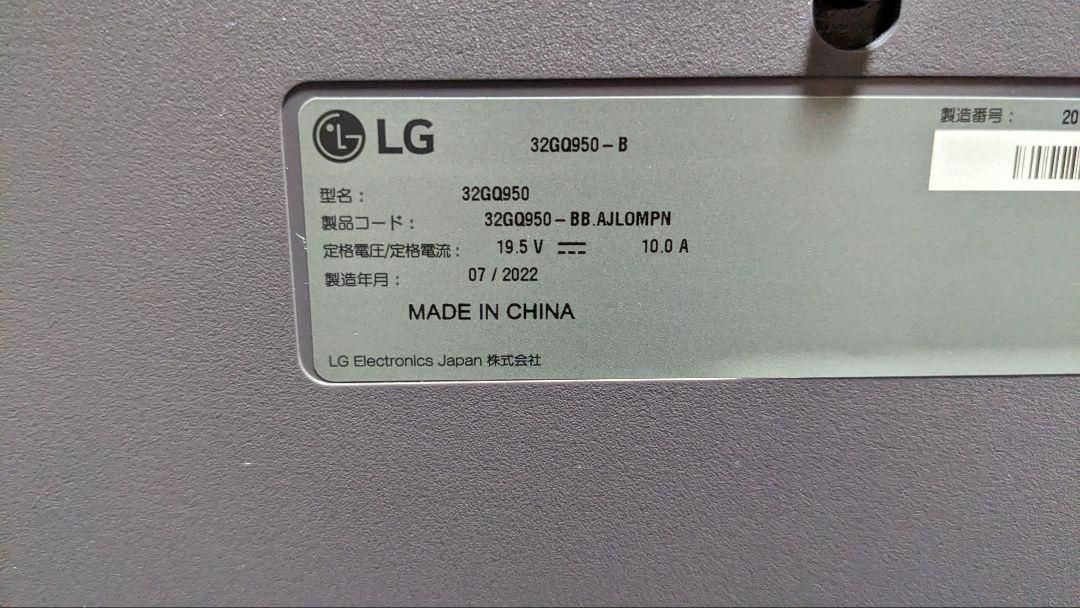 LG 32GQ950-B
製造番号： 20
型名： 32GQ950
製品コード： 32GQ950-BB.AJLOMPN
定格電圧/定格電流： 19.5 V ⎓ 10.0 A
製造年月： 07 / 2022
MADE IN CHINA
LG Electronics Japan 株式会社